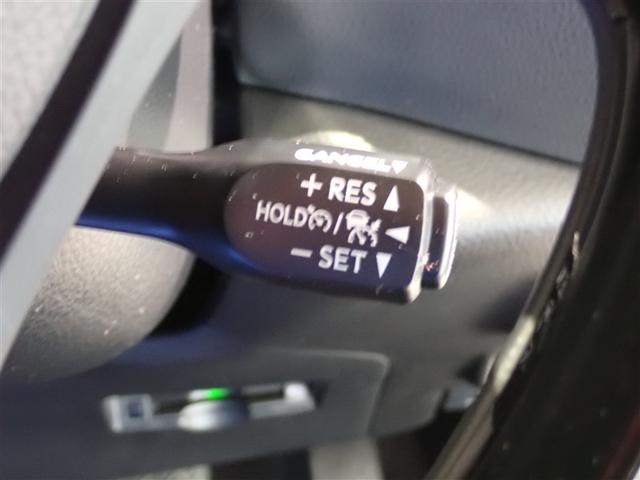 CANCEL▼
+ RES ▲
HOLD / ◀
− SET ▼